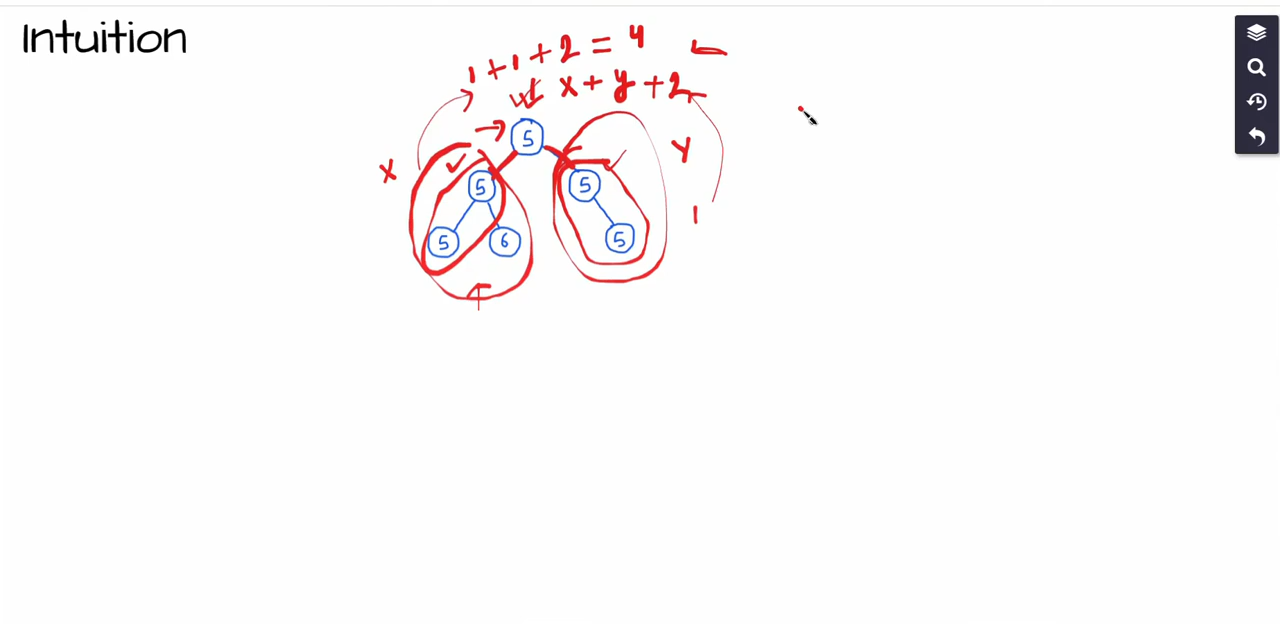 Intuition
1 + 1 + 2 = 4
x + y + 2
5
x
y
5
5
1
5
6
5